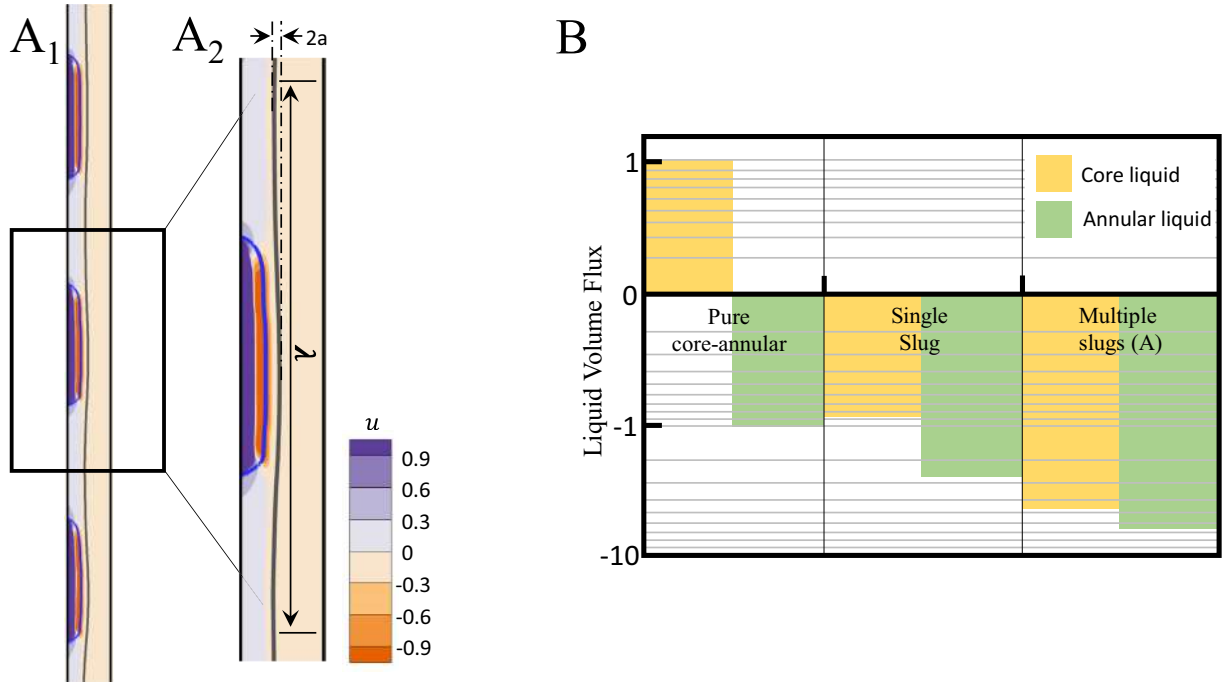 A1
A2
2a
λ
u
0.9
0.6
0.3
0
-0.3
-0.6
-0.9
B
Liquid Volume Flux
1
0
-1
-10
Core liquid
Annular liquid
Pure
core-annular
Single
Slug
Multiple
slugs (A)